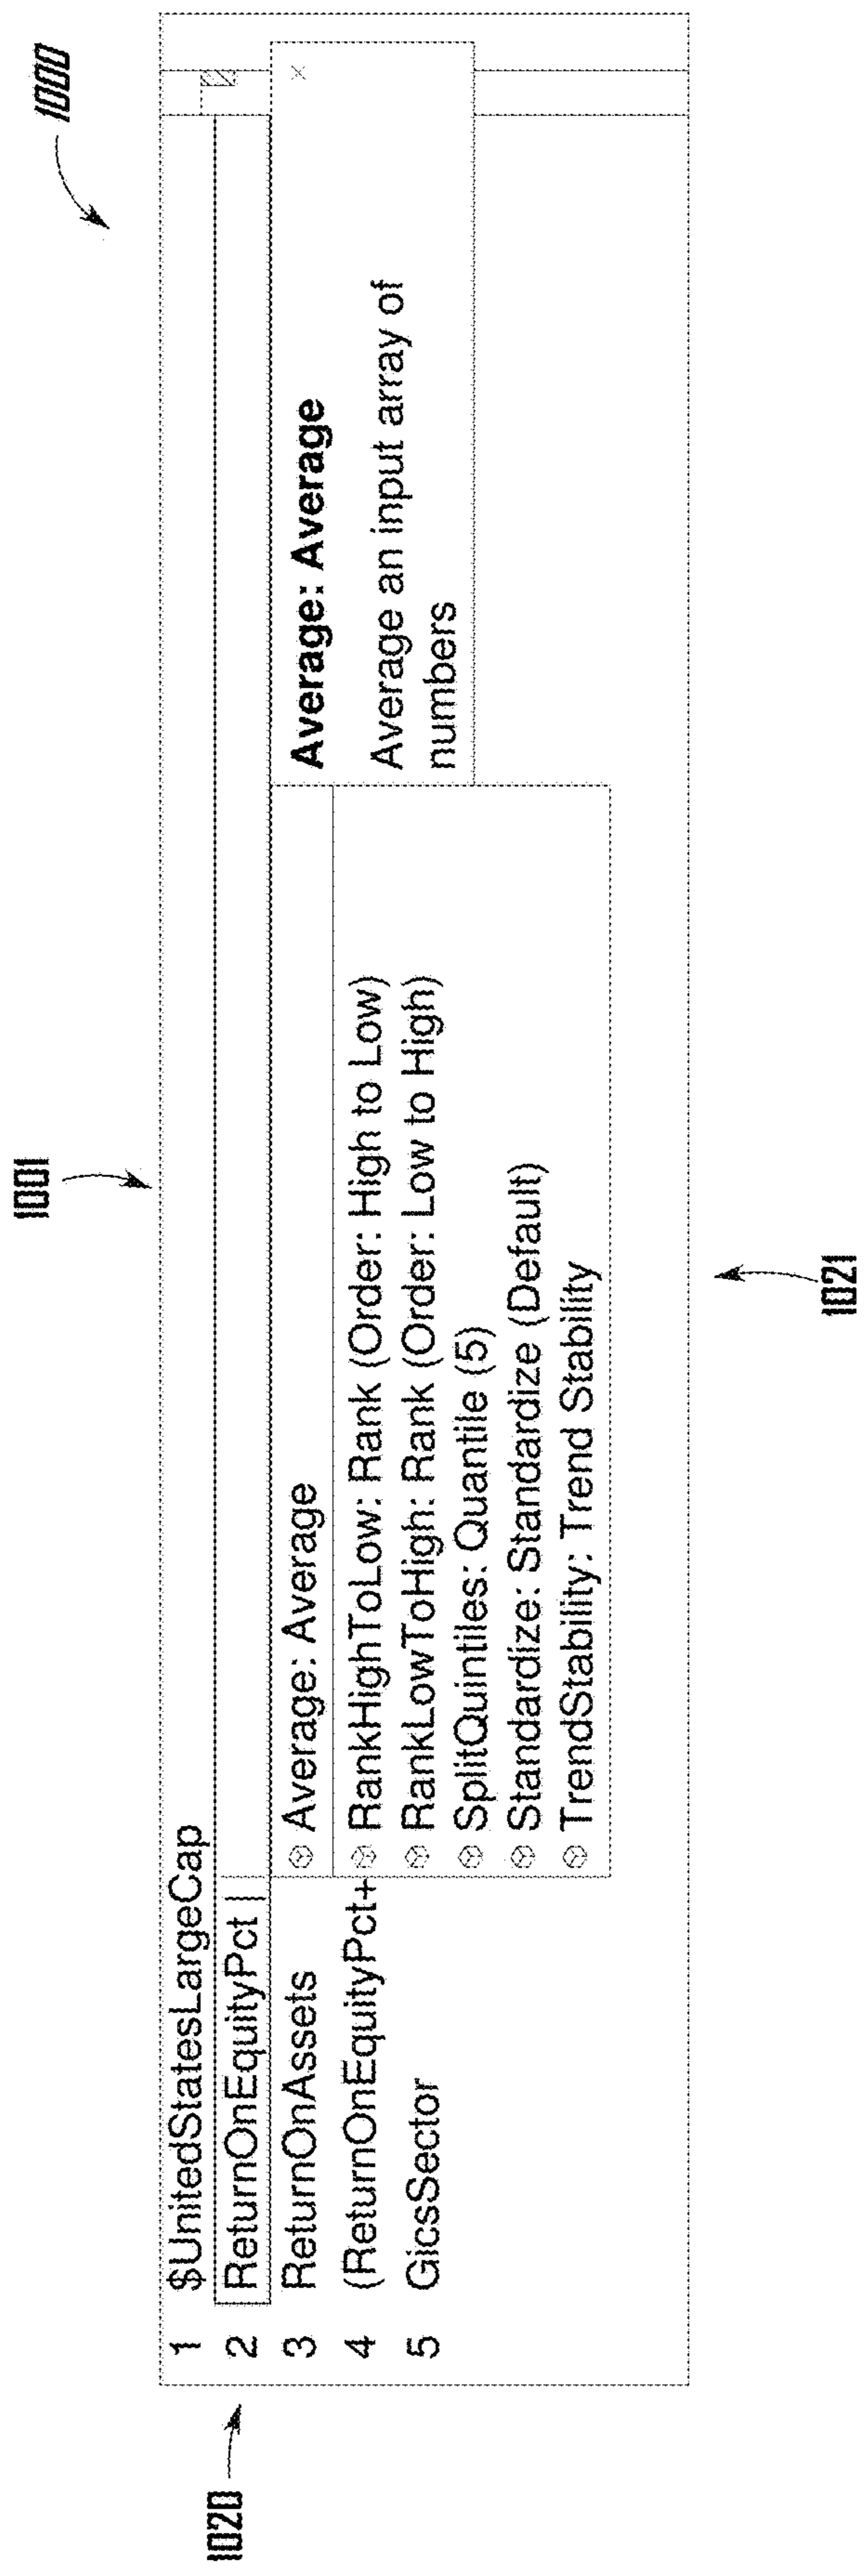 1000
1001
1 $UnitedStatesLargeCap
2 ReturnOnEquityPct |
3 ReturnOnAssets
4 (ReturnOnEquityPct+
5 GicsSector
Average: Average
RankHighToLow: Rank (Order: High to Low)
RankLowToHigh: Rank (Order: Low to High)
SplitQuintiles: Quantile (5)
Standardize: Standardize (Default)
TrendStability: Trend Stability
Average: Average
×
Average an input array of
numbers
1020
1021